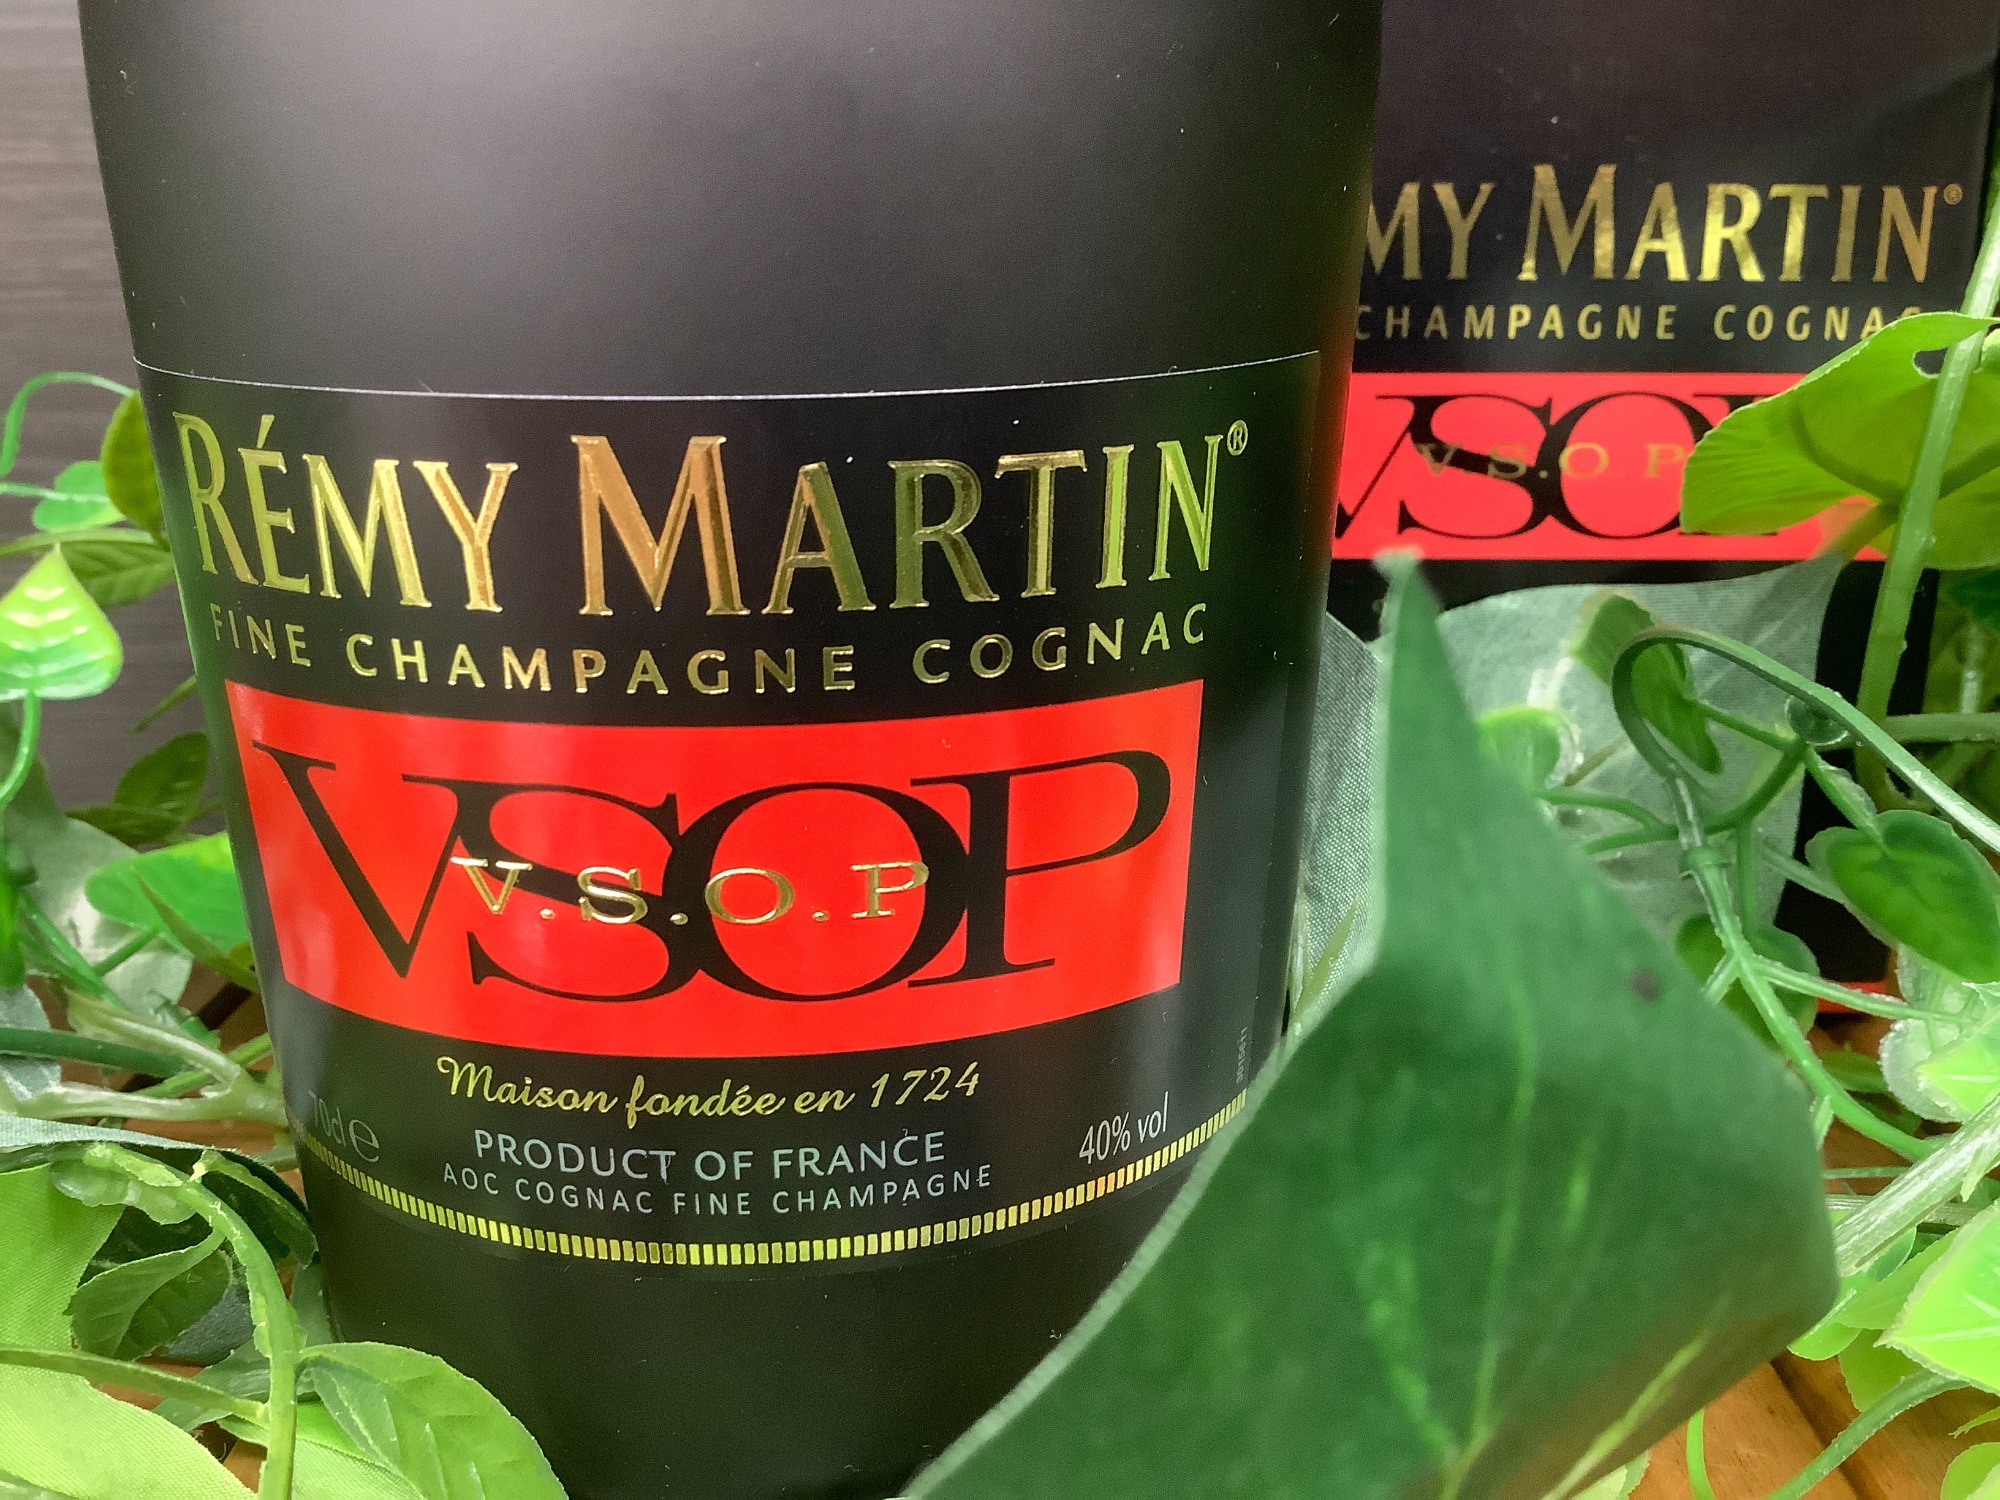 RÉMY MARTIN®
FINE CHAMPAGNE COGNAC
VSOP
V.S.O.P
Maison fondée en 1724
70cl ℮
PRODUCT OF FRANCE
40% vol
AOC COGNAC FINE CHAMPAGNE
MY MARTIN®
CHAMPAGNE COGNAC
VSOP
V.S.O.P